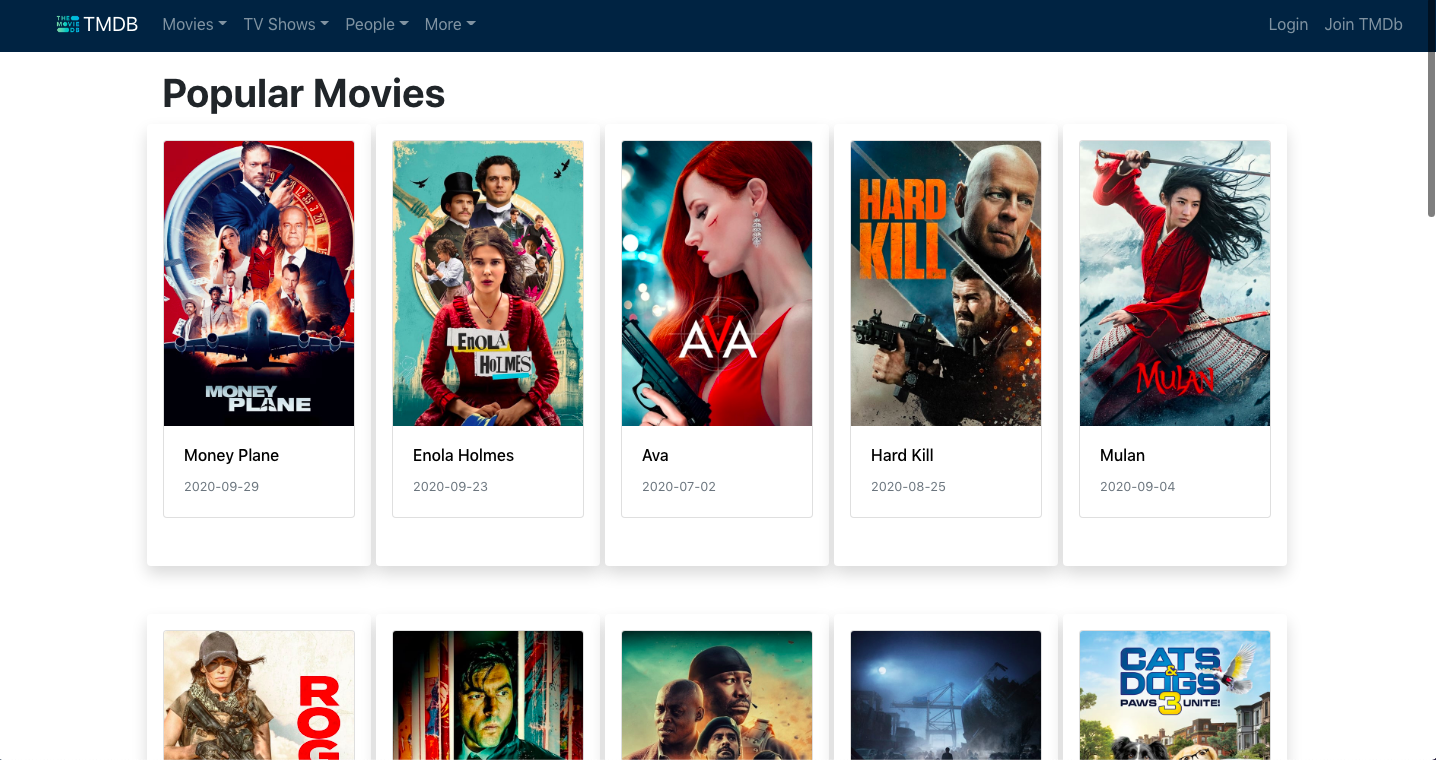 THE MOVIE DB TMDB Movies TV Shows People More Login Join TMDb
Popular Movies
MONEY PLANE
ENOLA HOLMES
AVA
HARD KILL
MULAN
Money Plane
2020-09-29
Enola Holmes
2020-09-23
Ava
2020-07-02
Hard Kill
2020-08-25
Mulan
2020-09-04
R
O
G
CATS
&
DOGS
3
PAWS UNITE!